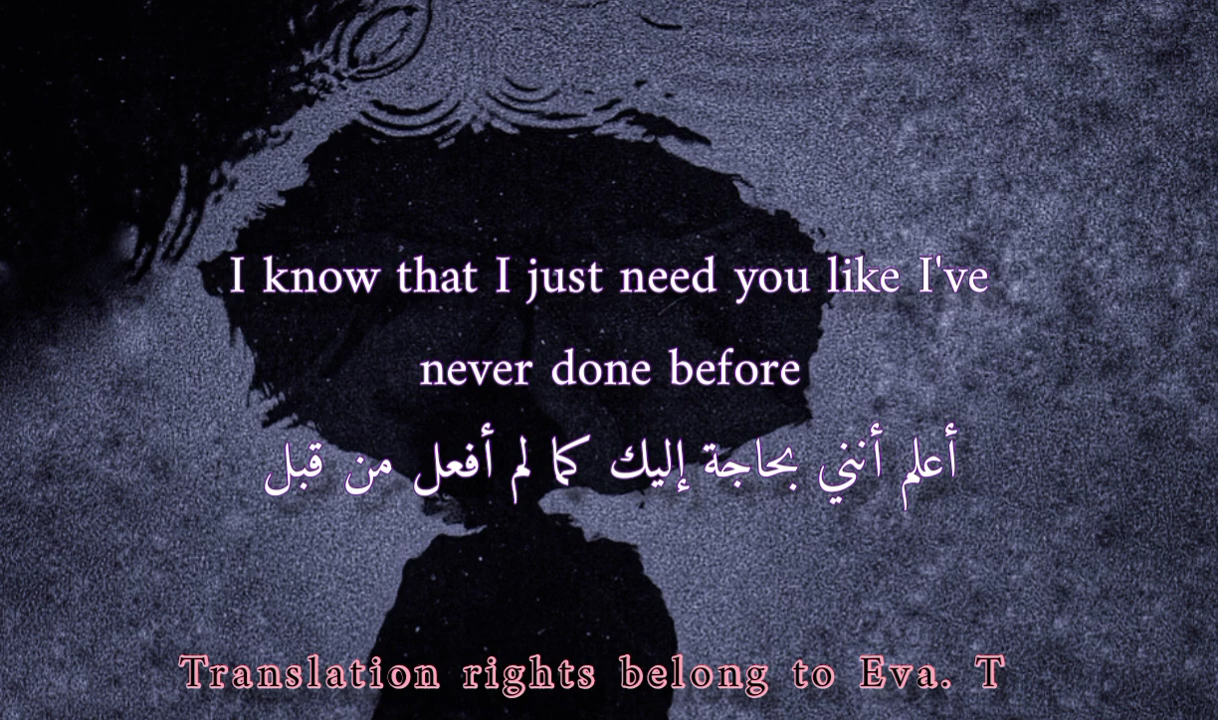 I know that I just need you like I've
never done before
أعلم أنني بحاجة إليك كما لم أفعل من قبل
Translation rights belong to Eva. T